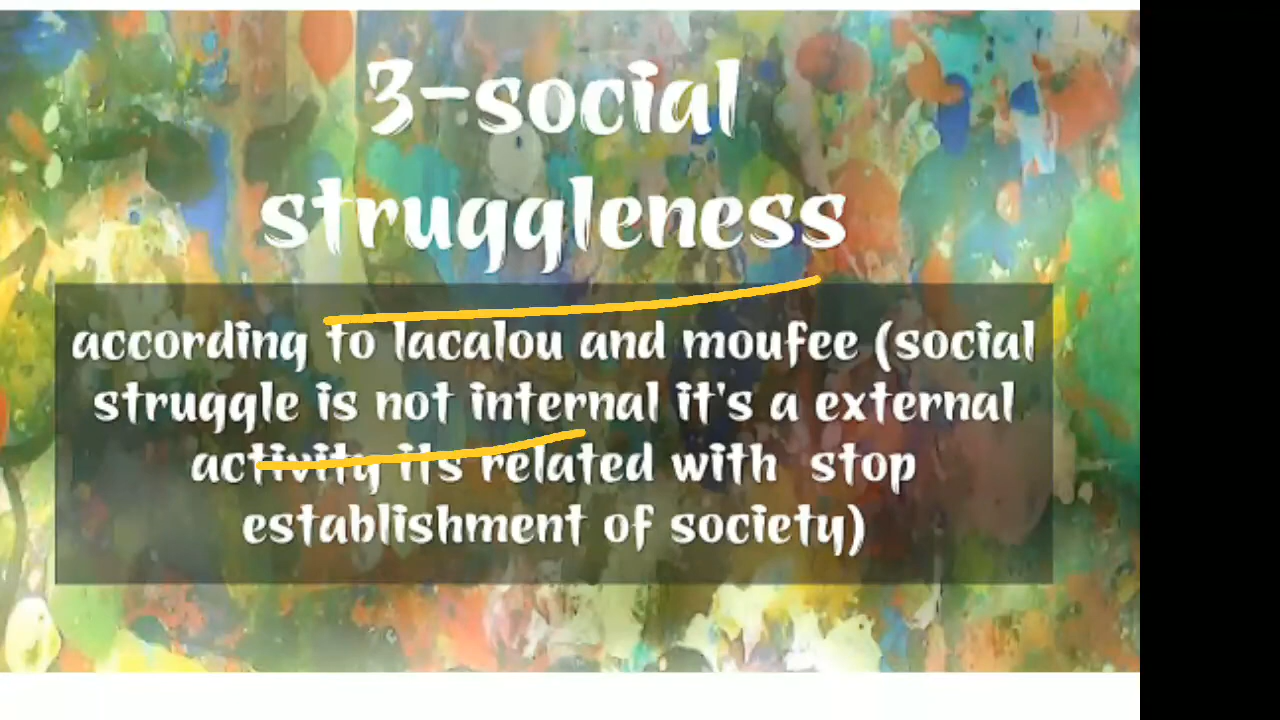 3-social
struggleness
according to lacalou and moufee (social
struggle is not internal it's a external
activity its related with stop
establishment of society)